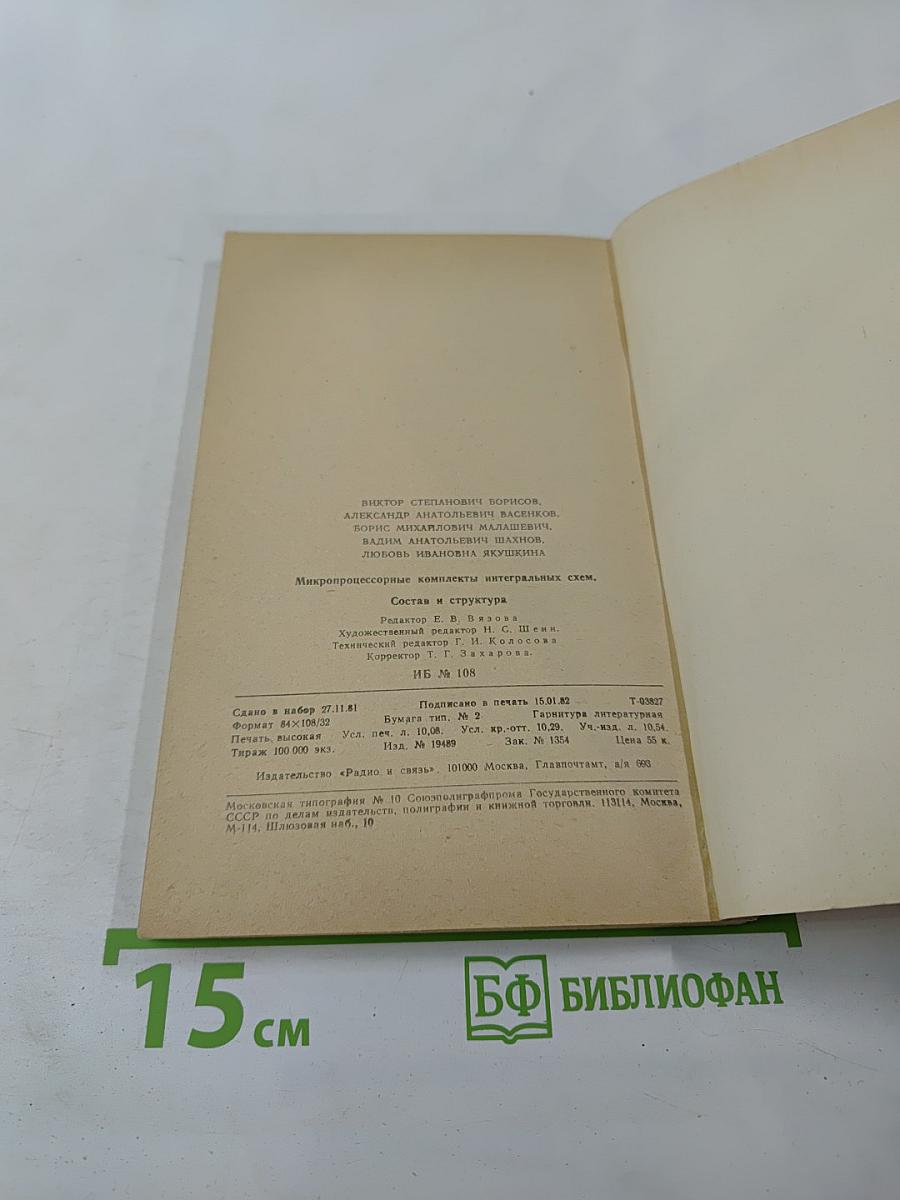 ВИКТОР СТЕПАНОВИЧ БОРИСОВ,
АЛЕКСАНДР АНАТОЛЬЕВИЧ ВАСЕНКОВ,
БОРИС МИХАЙЛОВИЧ МАЛАШЕВИЧ,
ВАДИМ АНАТОЛЬЕВИЧ ШАХНОВ,
ЛЮБОВЬ ИВАНОВНА ЯКУШКИНА
Микропроцессорные комплекты интегральных схем.
Состав и структура
Редактор Е. В. Вязова
Художественный редактор Н. С. Шеин.
Технический редактор Г. И. Колосова
Корректор Т. Г. Захарова.
ИБ № 108
Сдано в набор 27.11.81 Подписано в печать 15.01.82 Т-03827
Формат 84×108/32 Бумага тип. № 2 Гарнитура литературная
Печать высокая Усл. печ. л. 10,08. Усл. кр.-отт. 10,29. Уч.-изд. л. 10,54.
Тираж 100 000 экз. Изд. № 19489 Зак. № 1354 Цена 55 к.
Издательство «Радио и связь». 101000 Москва, Главпочтамт, а/я 693
Московская типография № 10 Союзполиграфпрома Государственного комитета
СССР по делам издательств, полиграфии и книжной торговли. 113114, Москва,
М-114, Шлюзовая наб., 10
15 см
БФ БИБЛИОФАН